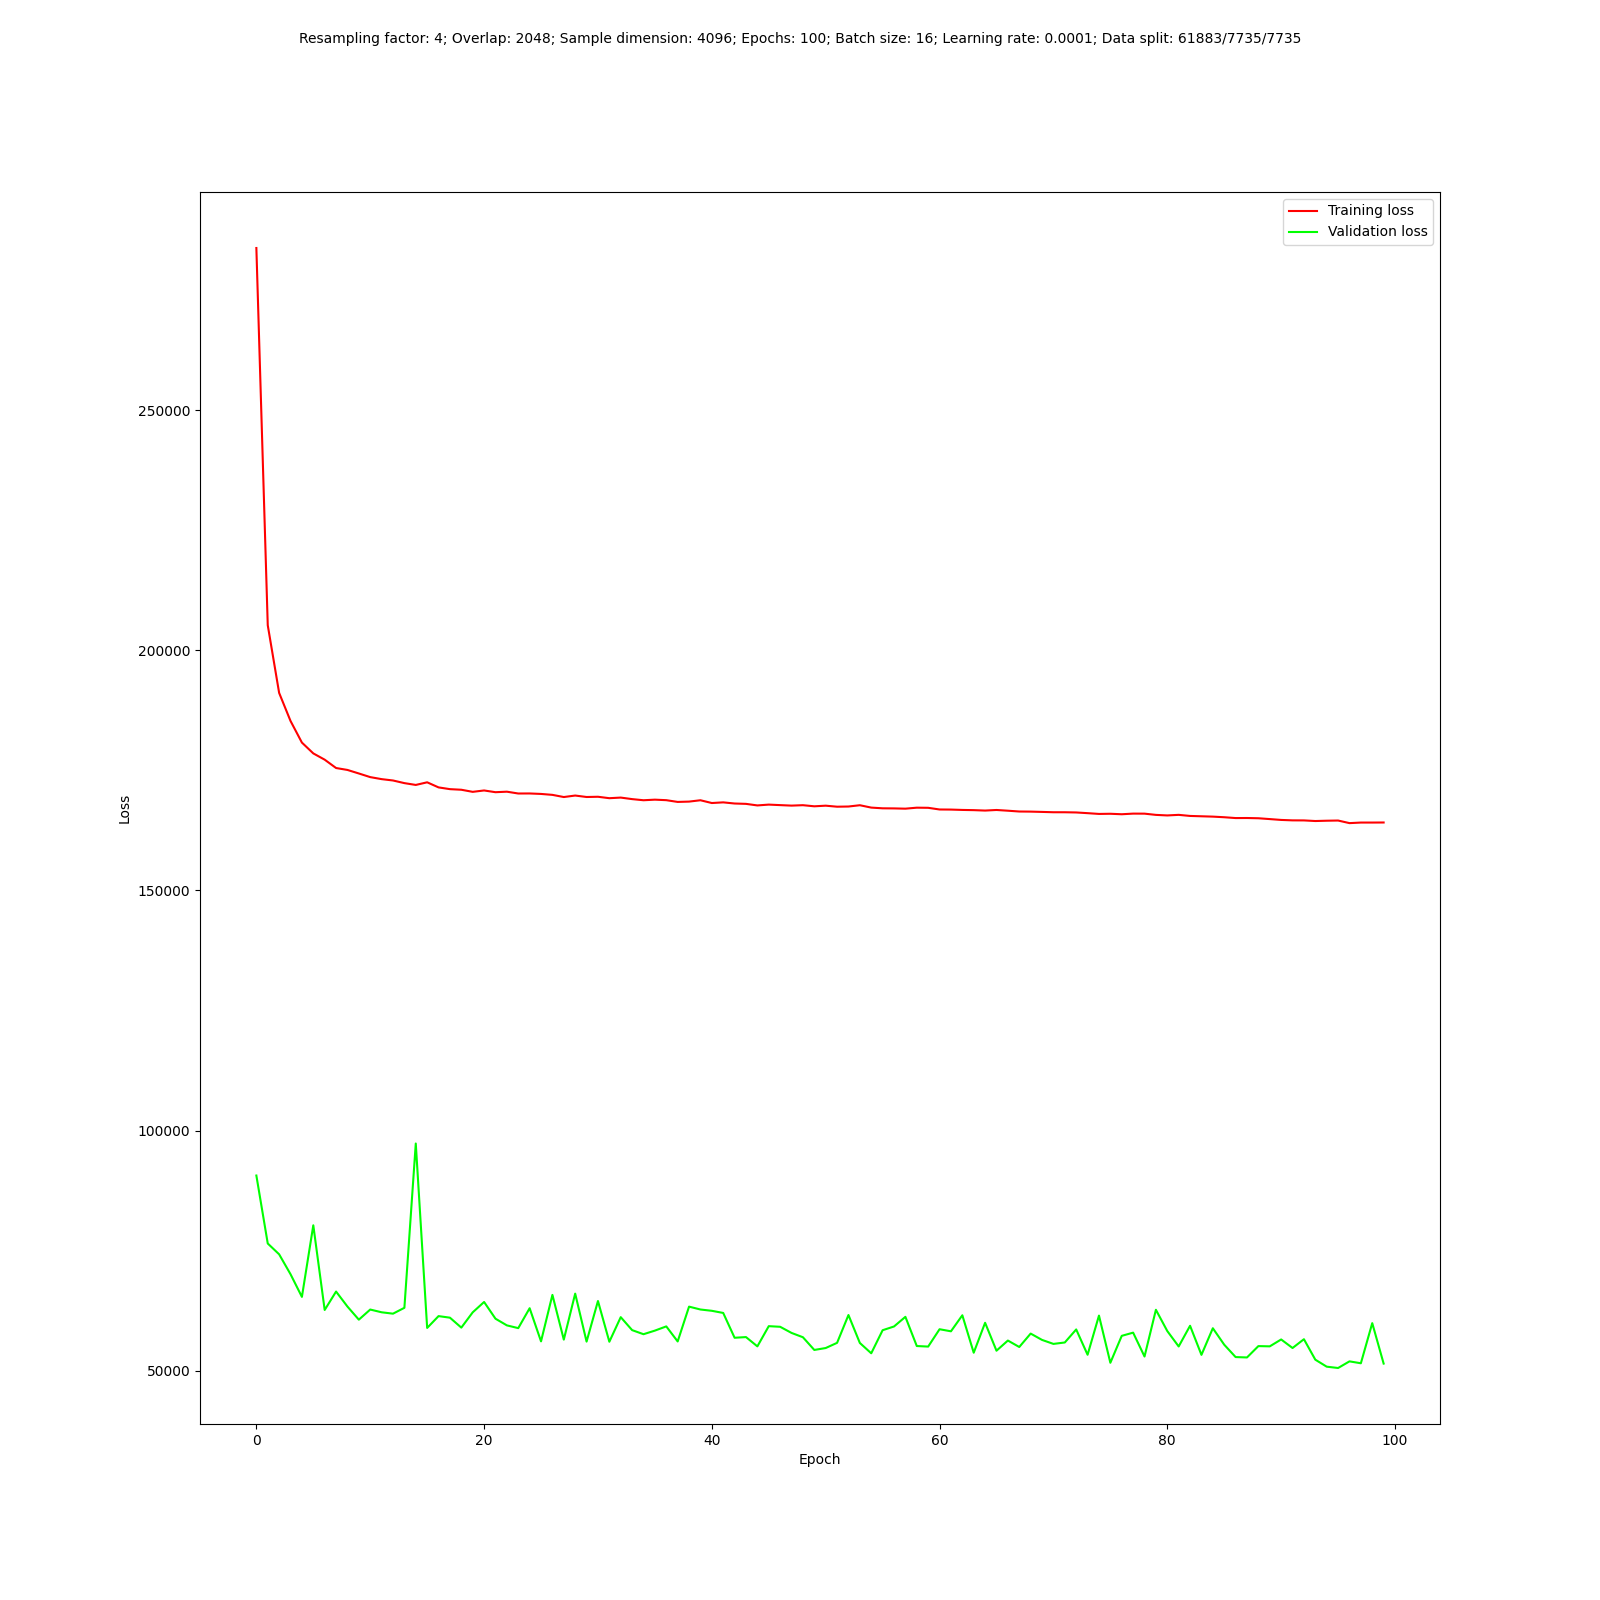 Resampling factor: 4; Overlap: 2048; Sample dimension: 4096; Epochs: 100; Batch size: 16; Learning rate: 0.0001; Data split: 61883/7735/7735
Training loss
Validation loss
250000
200000
150000
100000
50000
Loss
0 20 40 60 80 100
Epoch